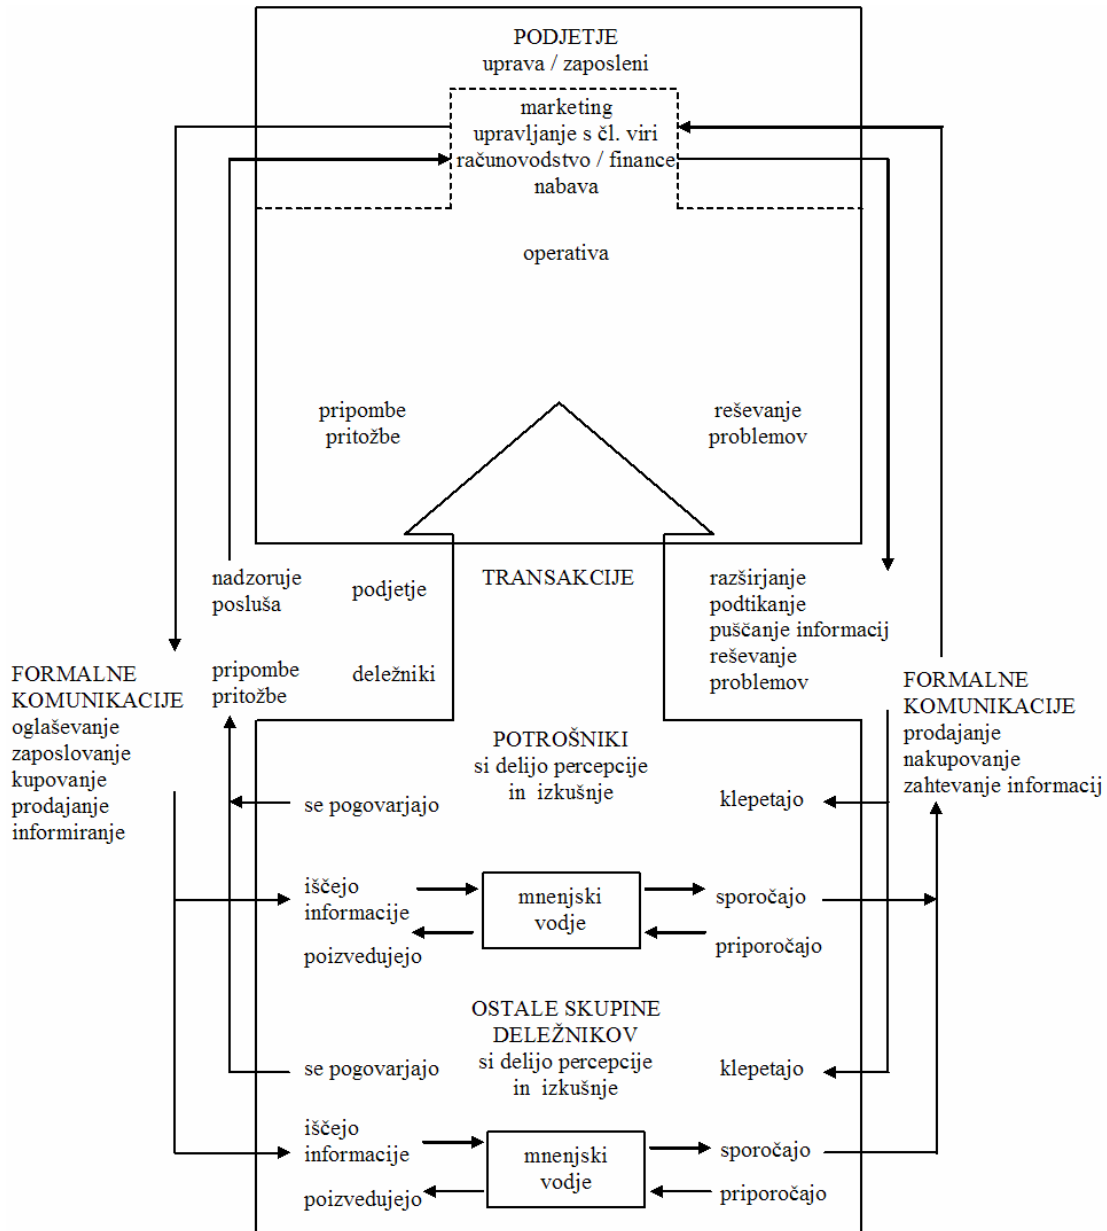 PODJETJE
uprava / zaposleni
marketing
upravljanje s čl. viri
računovodstvo / finance
nabava
operativa
pripombe
pritožbe
reševanje
problemov
TRANSAKCIJE
nadzoruje
posluša
podjetje
razširjanje
podtikanje
puščanje informacij
reševanje
problemov
pripombe
pritožbe
deležniki
FORMALNE
KOMUNIKACIJE
oglaševanje
zaposlovanje
kupovanje
prodajanje
informiranje
FORMALNE
KOMUNIKACIJE
prodajanje
nakupovanje
zahtevanje informacij
POTROŠNIKI
si delijo percepcije
in izkušnje
se pogovarjajo
klepetajo
iščejo
informacije
mnenjski
vodje
sporočajo
poizvedujejo
priporočajo
OSTALE SKUPINE
DELEŽNIKOV
si delijo percepcije
in izkušnje
se pogovarjajo
klepetajo
iščejo
informacije
mnenjski
vodje
sporočajo
poizvedujejo
priporočajo